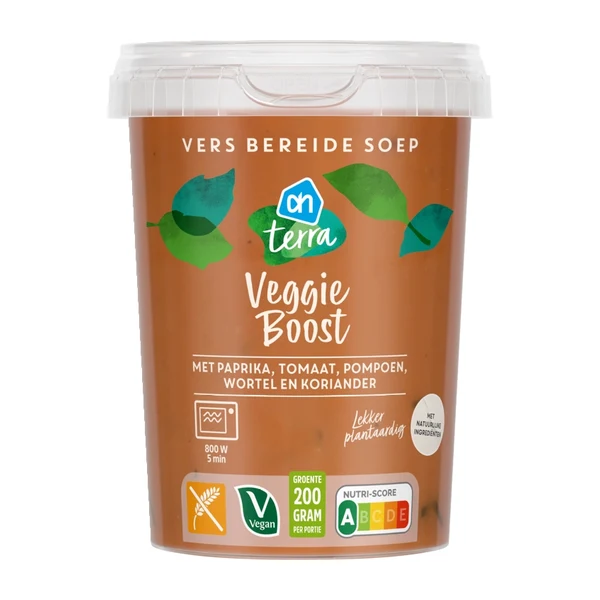 VERS BEREIDE SOEP
ah
terra
Veggie
Boost
MET PAPRIKA, TOMAAT, POMPOEN,
WORTEL EN KORIANDER
Lekker
plantaardig
MET
NATUURLIJKE
INGREDIËNTEN
800 W
5 min
V
Vegan
GROENTE
200
GRAM
PER PORTIE
NUTRI-SCORE
A B C D E